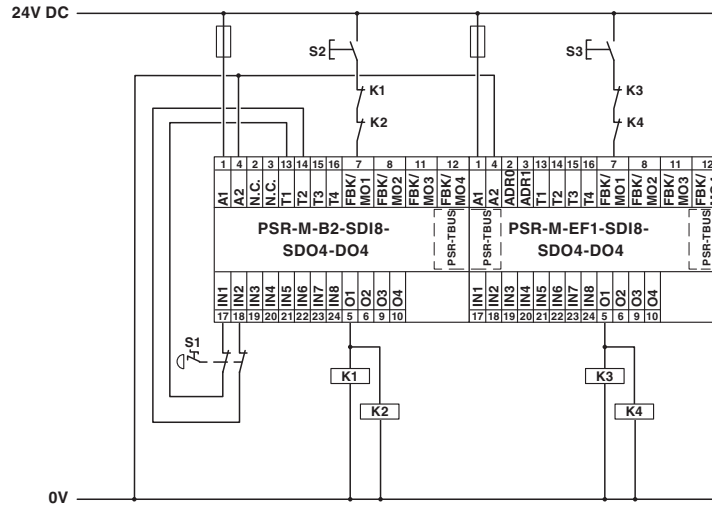 24V DC
S2
S3
K1
K3
K2
K4
1 4 2 3 13 14 15 16 7 8 11 12 1 4 2 3 13 14 15 16 7 8 11 12
A1 A2 N.C. N.C. T1 T2 T3 T4 FBK/MO1 FBK/MO2 FBK/MO3 FBK/MO4 A1 A2 ADR0 ADR1 T1 T2 T3 T4 FBK/MO1 FBK/MO2 FBK/MO3
PSR-M-B2-SDI8-
SDO4-DO4
PSR-TBUS
PSR-TBUS
PSR-M-EF1-SDI8-
SDO4-DO4
PSR-TBUS
IN1 IN2 IN3 IN4 IN5 IN6 IN7 IN8 O1 O2 O3 O4 IN1 IN2 IN3 IN4 IN5 IN6 IN7 IN8 O1 O2 O3 O4
17 18 19 20 21 22 23 24 5 6 9 10 17 18 19 20 21 22 23 24 5 6 9 10
S1
K1
K3
K2
K4
0V